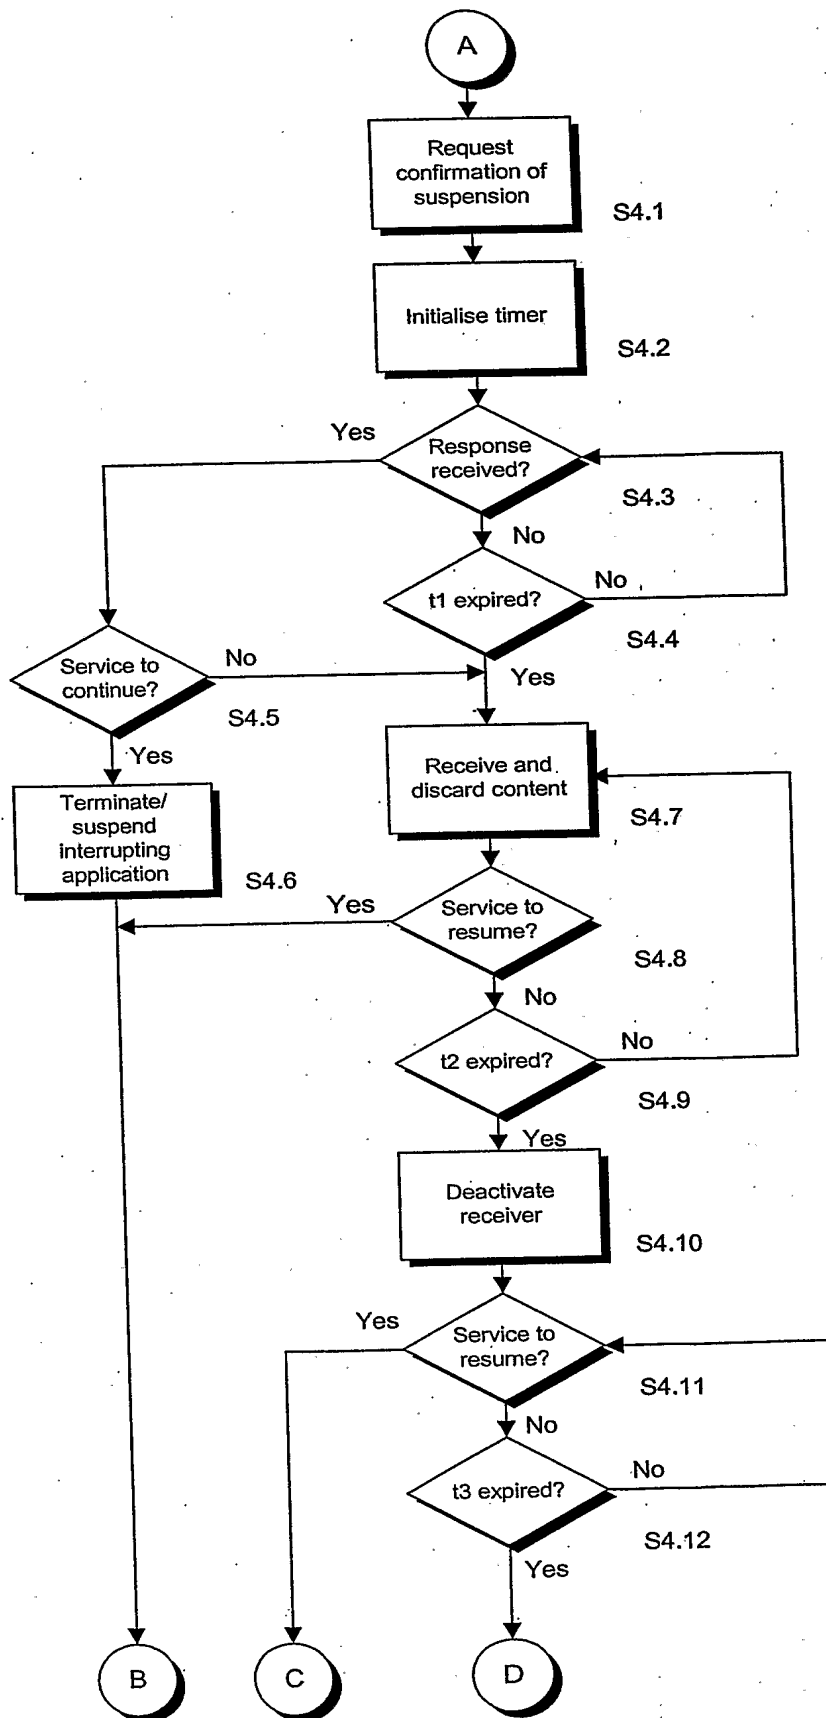 A
Request
confirmation of
suspension
S4.1
Initialise timer
S4.2
Yes
Response
received?
S4.3
No
t1 expired?
No
S4.4
Yes
Service to
continue?
No
S4.5
Yes
Terminate/
suspend
interrupting
application
S4.6
Receive and
discard content
S4.7
Yes
Service to
resume?
S4.8
No
t2 expired?
No
S4.9
Yes
Deactivate
receiver
S4.10
Yes
Service to
resume?
S4.11
No
t3 expired?
No
S4.12
Yes
B
C
D